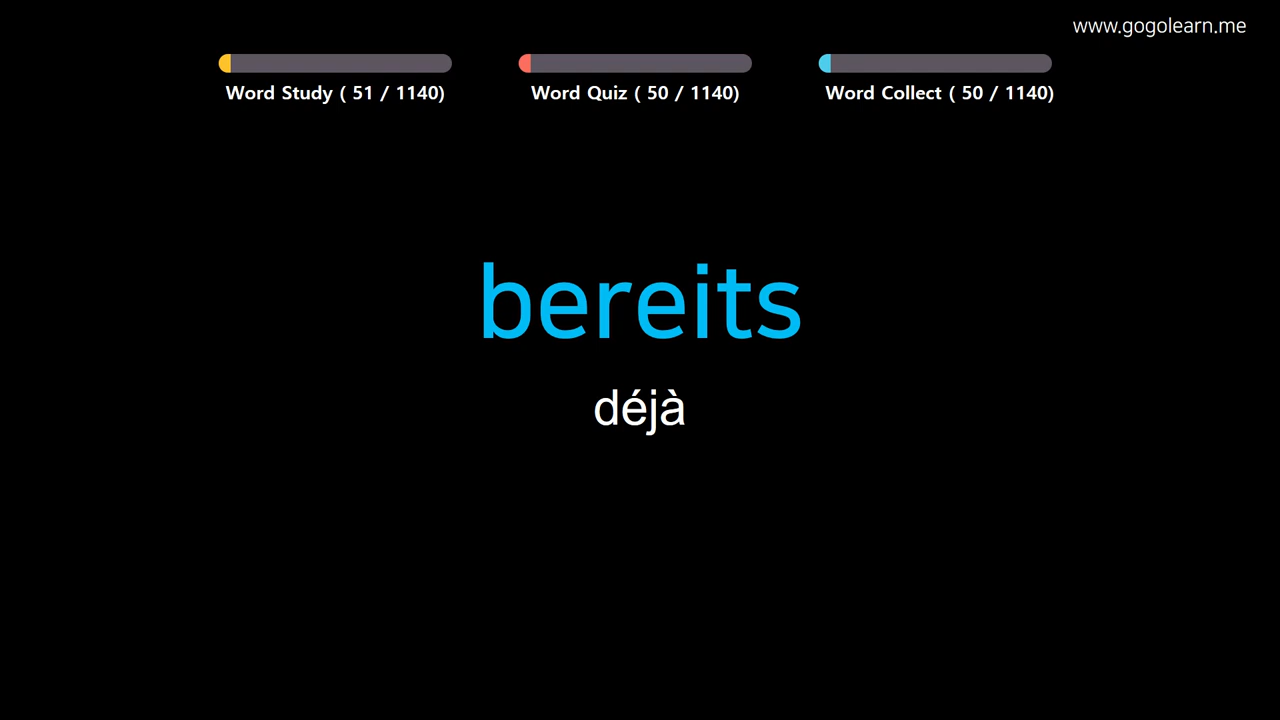 www.gogolearn.me
Word Study ( 51 / 1140)
Word Quiz ( 50 / 1140)
Word Collect ( 50 / 1140)
bereits
déjà